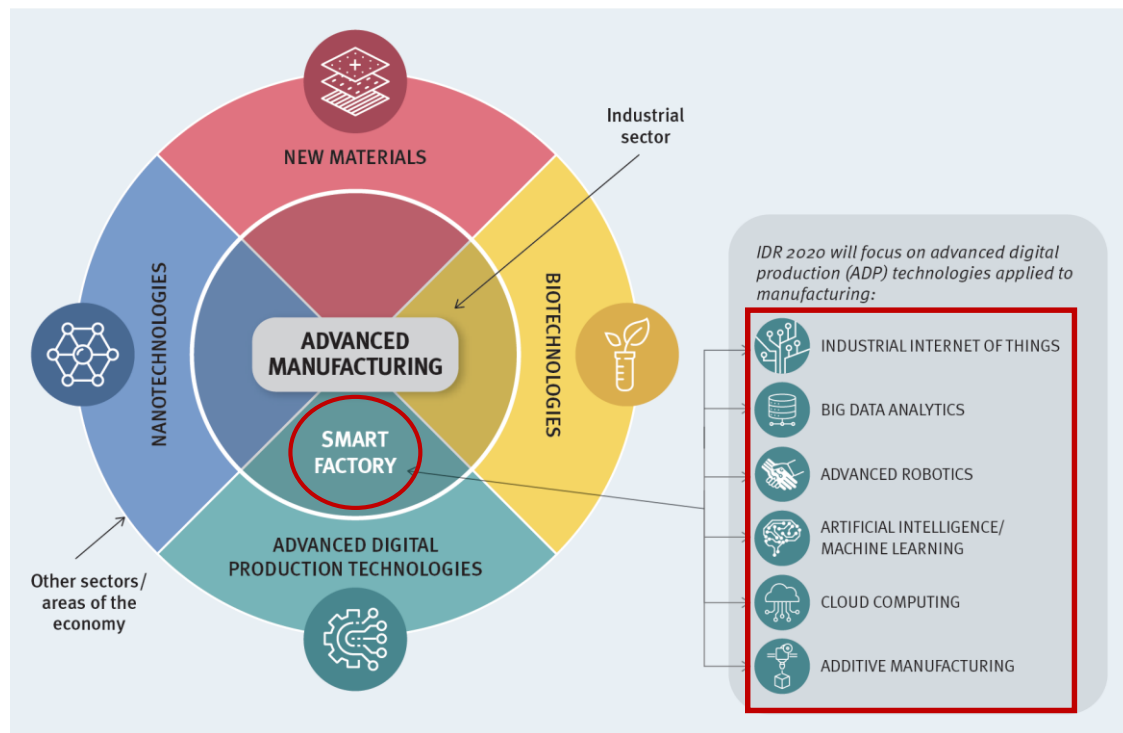 NEW MATERIALS
Industrial
sector
NANOTECHNOLOGIES
BIOTECHNOLOGIES
ADVANCED
MANUFACTURING
SMART
FACTORY
ADVANCED DIGITAL
PRODUCTION TECHNOLOGIES
Other sectors/
areas of the
economy
IDR 2020 will focus on advanced digital
production (ADP) technologies applied to
manufacturing:
INDUSTRIAL INTERNET OF THINGS
BIG DATA ANALYTICS
ADVANCED ROBOTICS
ARTIFICIAL INTELLIGENCE/
MACHINE LEARNING
CLOUD COMPUTING
ADDITIVE MANUFACTURING